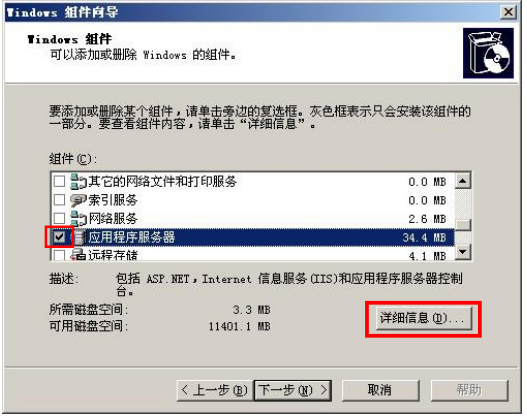 Windows 组件向导
Windows 组件
可以添加或删除 Windows 的组件。
要添加或删除某个组件，请单击旁边的复选框。灰色框表示只会安装该组件的
一部分。要查看组件内容，请单击“详细信息”。
组件(C):
其它的网络文件和打印服务 0.0 MB
索引服务 0.0 MB
网络服务 2.6 MB
应用程序服务器 34.4 MB
远程存储 4.1 MB
描述: 包括 ASP.NET，Internet 信息服务(IIS)和应用程序服务器控制
台。
所需磁盘空间: 3.3 MB
可用磁盘空间: 11401.1 MB
详细信息(D)...
< 上一步(B) 下一步(N) > 取消 帮助